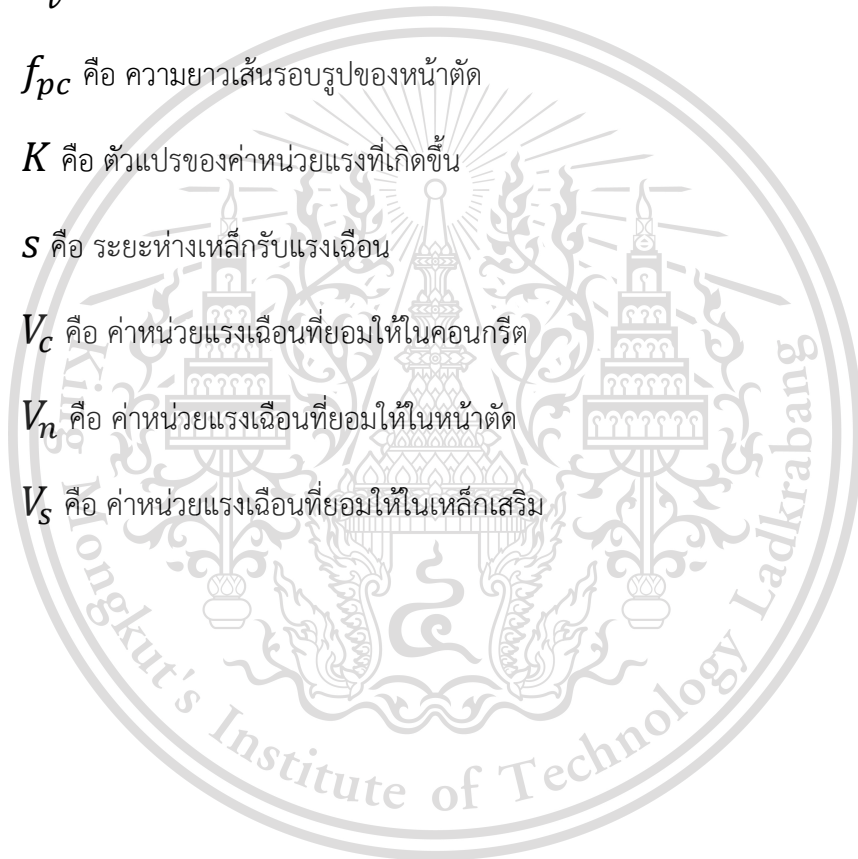 f_{pc} คือ ความยาวเส้นรอบรูปของหน้าตัด
K คือ ตัวแปรของค่าหน่วยแรงที่เกิดขึ้น
s คือ ระยะห่างเหล็กรับแรงเฉือน
V_c คือ ค่าหน่วยแรงเฉือนที่ยอมให้ในคอนกรีต
V_n คือ ค่าหน่วยแรงเฉือนที่ยอมให้ในหน้าตัด
V_s คือ ค่าหน่วยแรงเฉือนที่ยอมให้ในเหล็กเสริม
King Mongkut's Institute of Technology Ladkrabang